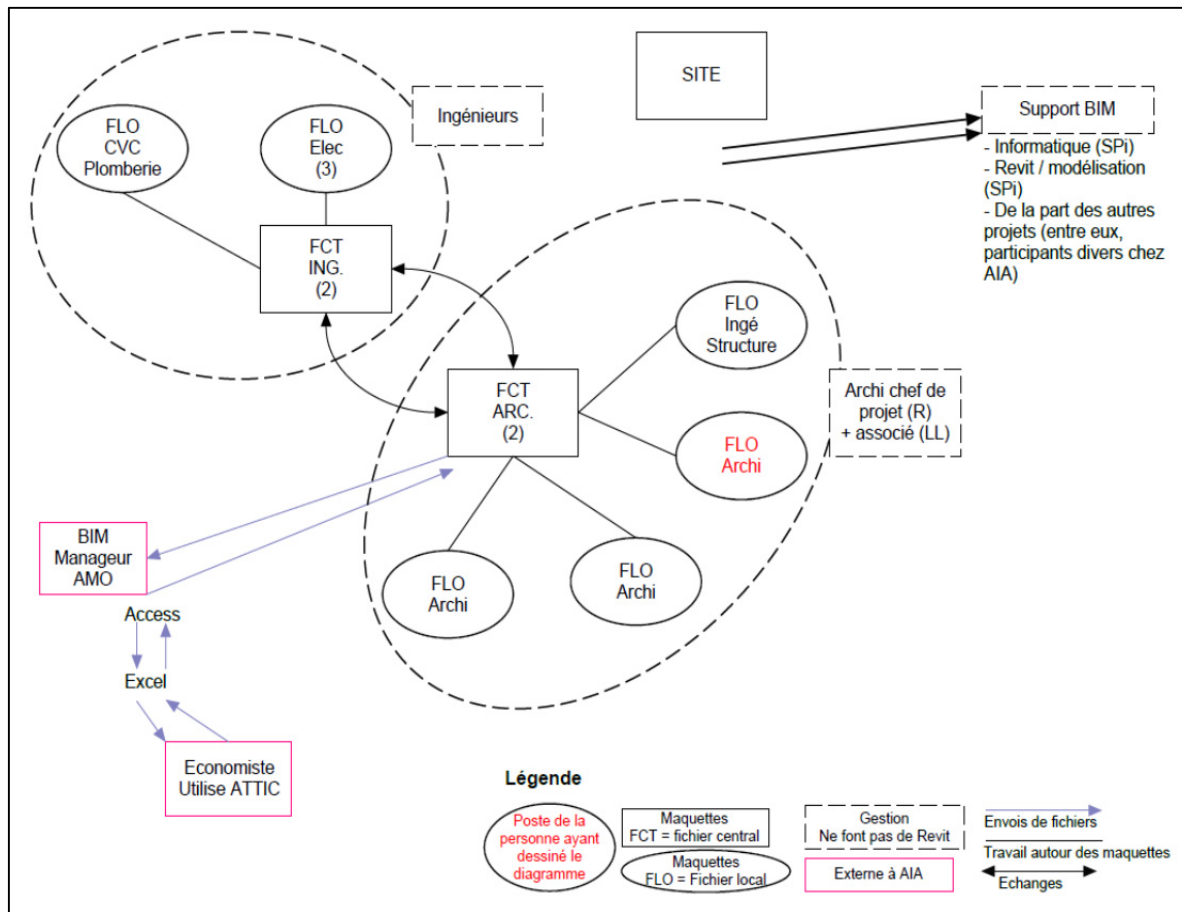 SITE
Ingénieurs
Support BIM
- Informatique (SPi)
- Revit / modélisation
(SPi)
- De la part des autres
projets (entre eux,
participants divers chez
AIA)
FLO
CVC
Plomberie
FLO
Elec
(3)
FCT
ING.
(2)
FLO
Ingé
Structure
FCT
ARC.
(2)
Archi chef de
projet (R)
+ associé (LL)
FLO
Archi
BIM
Manageur
AMO
FLO
Archi
FLO
Archi
Access
Excel
Economiste
Utilise ATTIC
Légende
Poste de la
personne ayant
dessiné le
diagramme
Maquettes
FCT = fichier central
Maquettes
FLO = Fichier local
Gestion
Ne font pas de Revit
Externe à AIA
Envois de fichiers
Travail autour des maquettes
Echanges